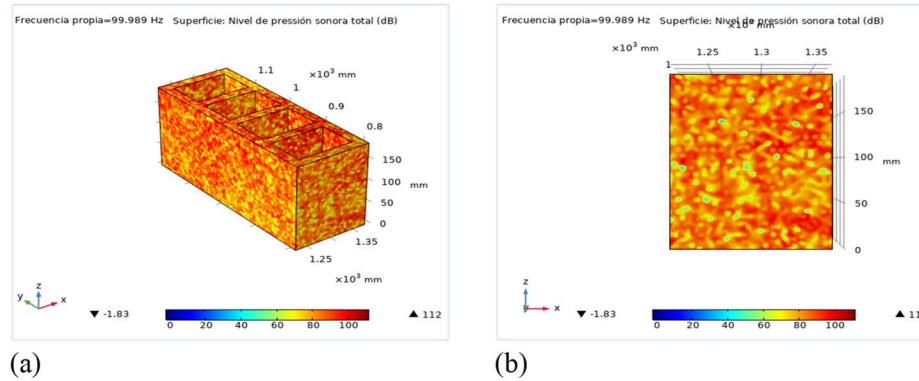 Frecuencia propia=99.989 Hz Superficie: Nivel de pressión sonora total (dB)
1.1
×10³ mm
1
0.9
0.8
150
100 mm
50
0
1.35
1.25
×10³ mm
z
y x
▼ -1.83
0 20 40 60 80 100
▲ 112
(a)
Frecuencia propia=99.989 Hz Superficie: Nivel de pressión sonora total (dB)
×10³ mm
×10³ mm
1.25 1.3 1.35
1
150
100 mm
50
0
z
y x
▼ -1.83
0 20 40 60 80 100
▲ 11
(b)